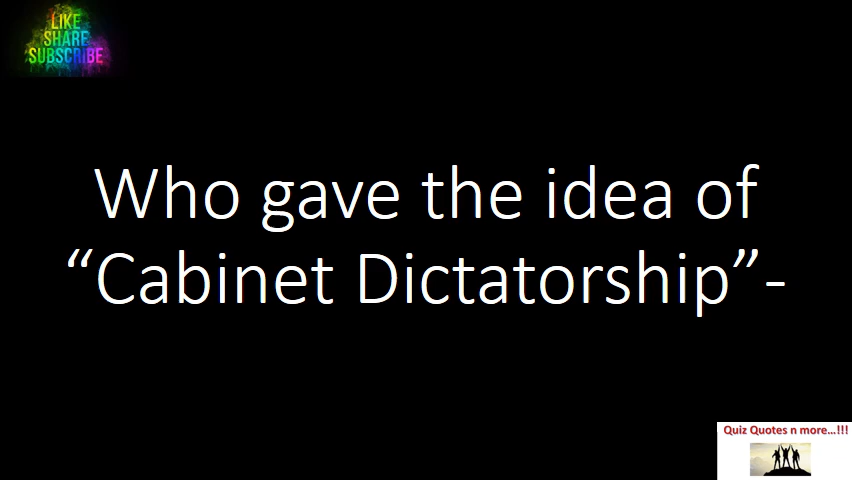 LIKE
SHARE
SUBSCRIBE
Who gave the idea of
“Cabinet Dictatorship”-
Quiz Quotes n more...!!!